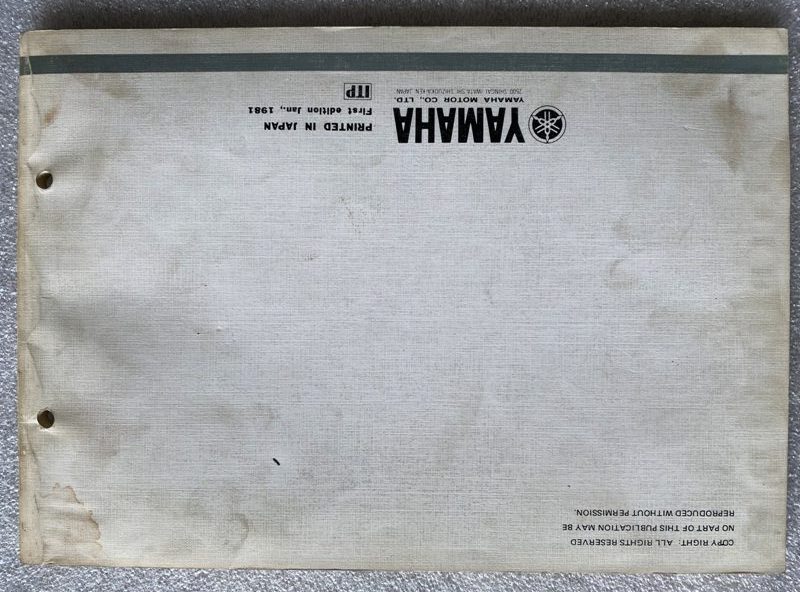 COPY RIGHT: ALL RIGHTS RESERVED
NO PART OF THIS PUBLICATION MAY BE
REPRODUCED WITHOUT PERMISSION.
YAMAHA
YAMAHA MOTOR CO., LTD.
2500 SHINGAI IWATA SHI SHIZUOKA-KEN JAPAN
PRINTED IN JAPAN
First edition Jan., 1981
ITP